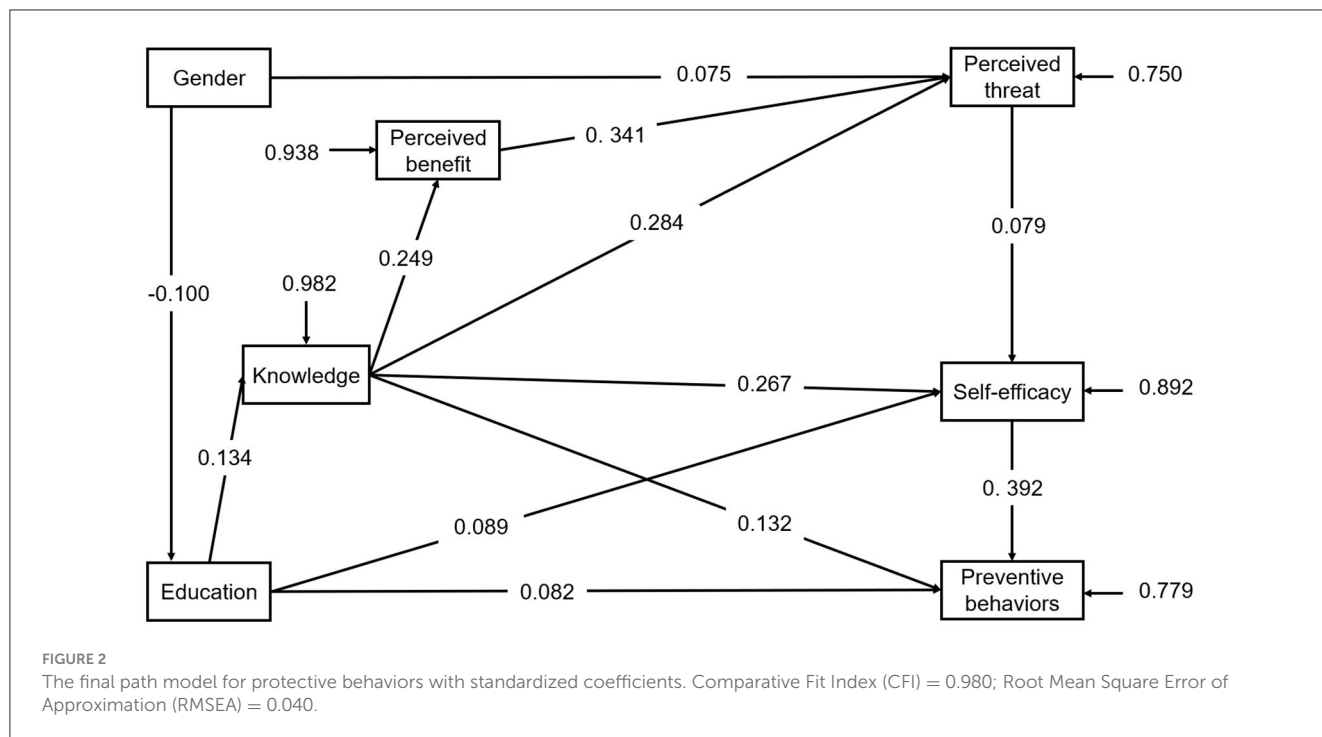 Gender
0.075
Perceived
threat
0.750
Perceived
benefit
0.938
0. 341
0.284
0.079
0.249
0.982
-0.100
Knowledge
0.267
Self-efficacy
0.892
0.134
0. 392
0.089
0.132
Education
0.082
Preventive
behaviors
0.779
FIGURE 2
The final path model for protective behaviors with standardized coefficients. Comparative Fit Index (CFI) = 0.980; Root Mean Square Error of
Approximation (RMSEA) = 0.040.